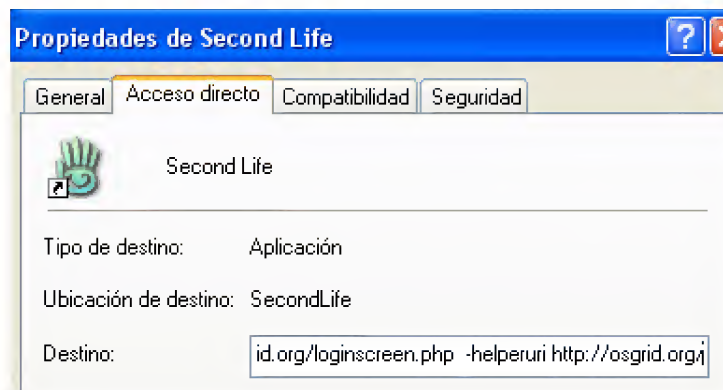 Propiedades de Second Life
General Acceso directo Compatibilidad Seguridad
Second Life
Tipo de destino: Aplicación
Ubicación de destino: SecondLife
Destino: id.org/loginscreen.php -helperuri http://osgrid.org/